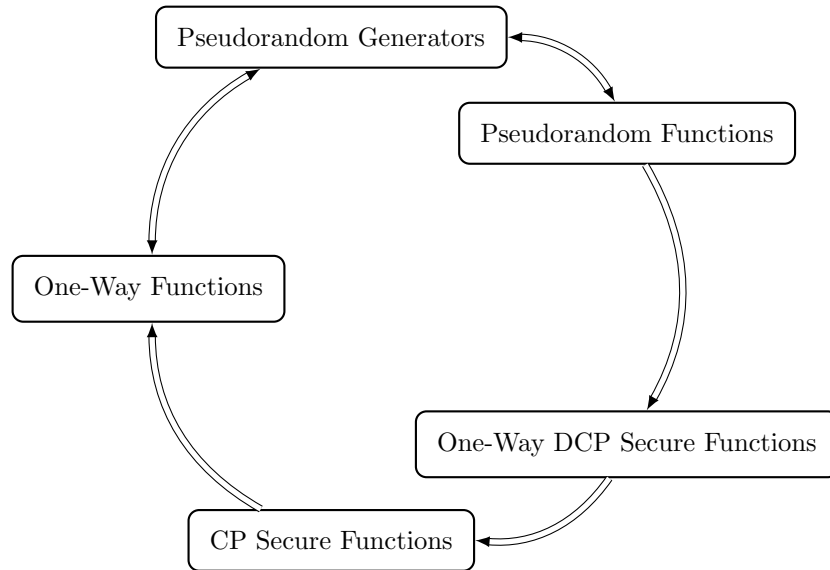 Pseudorandom Generators
Pseudorandom Functions
One-Way Functions
One-Way DCP Secure Functions
CP Secure Functions